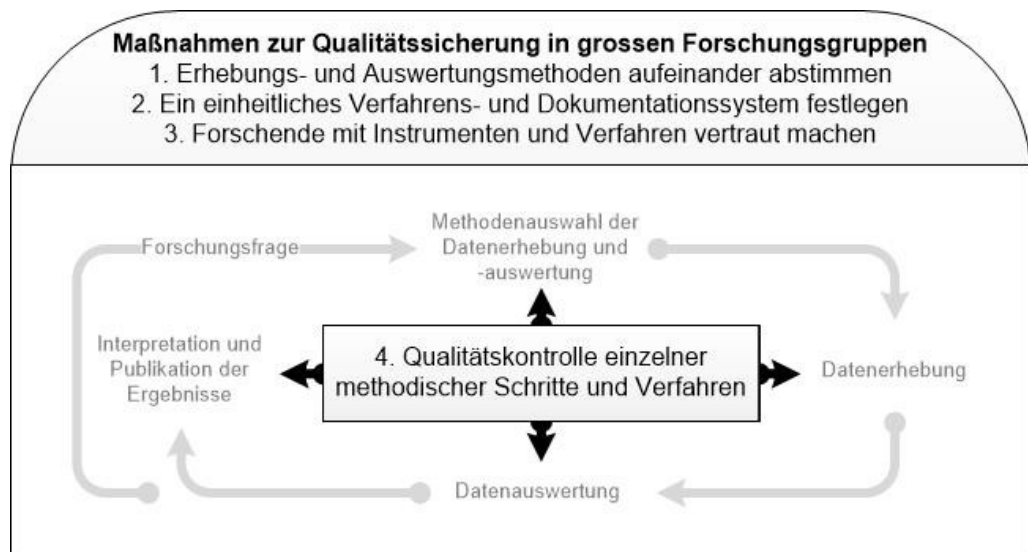 Maßnahmen zur Qualitätssicherung in grossen Forschungsgruppen
1. Erhebungs- und Auswertungsmethoden aufeinander abstimmen
2. Ein einheitliches Verfahrens- und Dokumentationssystem festlegen
3. Forschende mit Instrumenten und Verfahren vertraut machen
Forschungsfrage
Methodenauswahl der
Datenerhebung und
-auswertung
Interpretation und
Publikation der
Ergebnisse
4. Qualitätskontrolle einzelner
methodischer Schritte und Verfahren
Datenerhebung
Datenauswertung